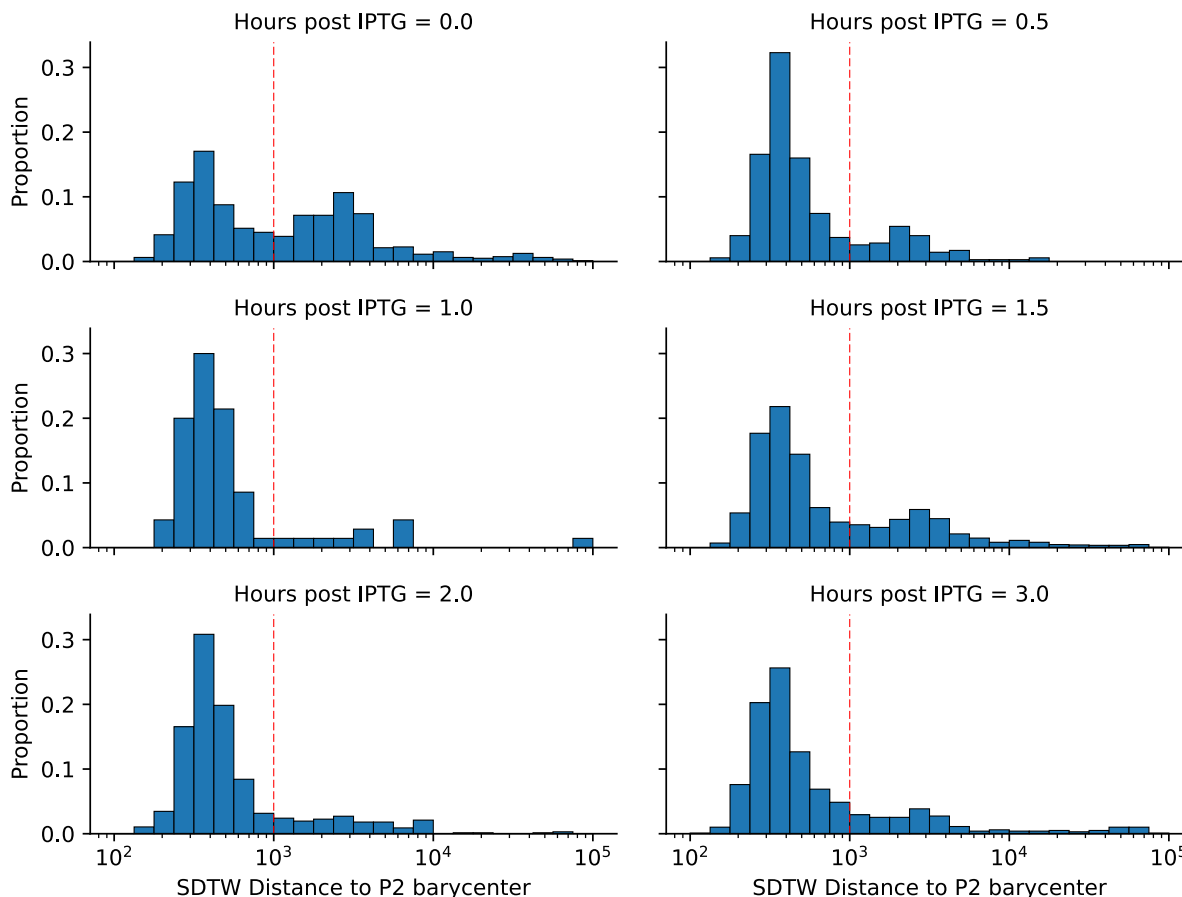 Hours post IPTG = 0.0
Hours post IPTG = 0.5
Proportion
0.3
0.2
0.1
0.0
Hours post IPTG = 1.0
Hours post IPTG = 1.5
Proportion
0.3
0.2
0.1
0.0
Hours post IPTG = 2.0
Hours post IPTG = 3.0
Proportion
0.3
0.2
0.1
0.0
10² 10³ 10⁴ 10⁵
10² 10³ 10⁴ 10⁵
SDTW Distance to P2 barycenter
SDTW Distance to P2 barycenter